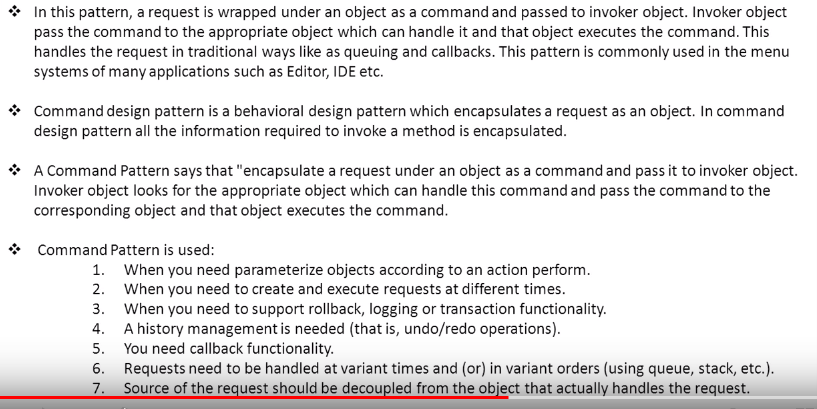 ❖ In this pattern, a request is wrapped under an object as a command and passed to invoker object. Invoker object
pass the command to the appropriate object which can handle it and that object executes the command. This
handles the request in traditional ways like as queuing and callbacks. This pattern is commonly used in the menu
systems of many applications such as Editor, IDE etc.
❖ Command design pattern is a behavioral design pattern which encapsulates a request as an object. In command
design pattern all the information required to invoke a method is encapsulated.
❖ A Command Pattern says that "encapsulate a request under an object as a command and pass it to invoker object.
Invoker object looks for the appropriate object which can handle this command and pass the command to the
corresponding object and that object executes the command.
❖ Command Pattern is used:
1. When you need parameterize objects according to an action perform.
2. When you need to create and execute requests at different times.
3. When you need to support rollback, logging or transaction functionality.
4. A history management is needed (that is, undo/redo operations).
5. You need callback functionality.
6. Requests need to be handled at variant times and (or) in variant orders (using queue, stack, etc.).
7. Source of the request should be decoupled from the object that actually handles the request.